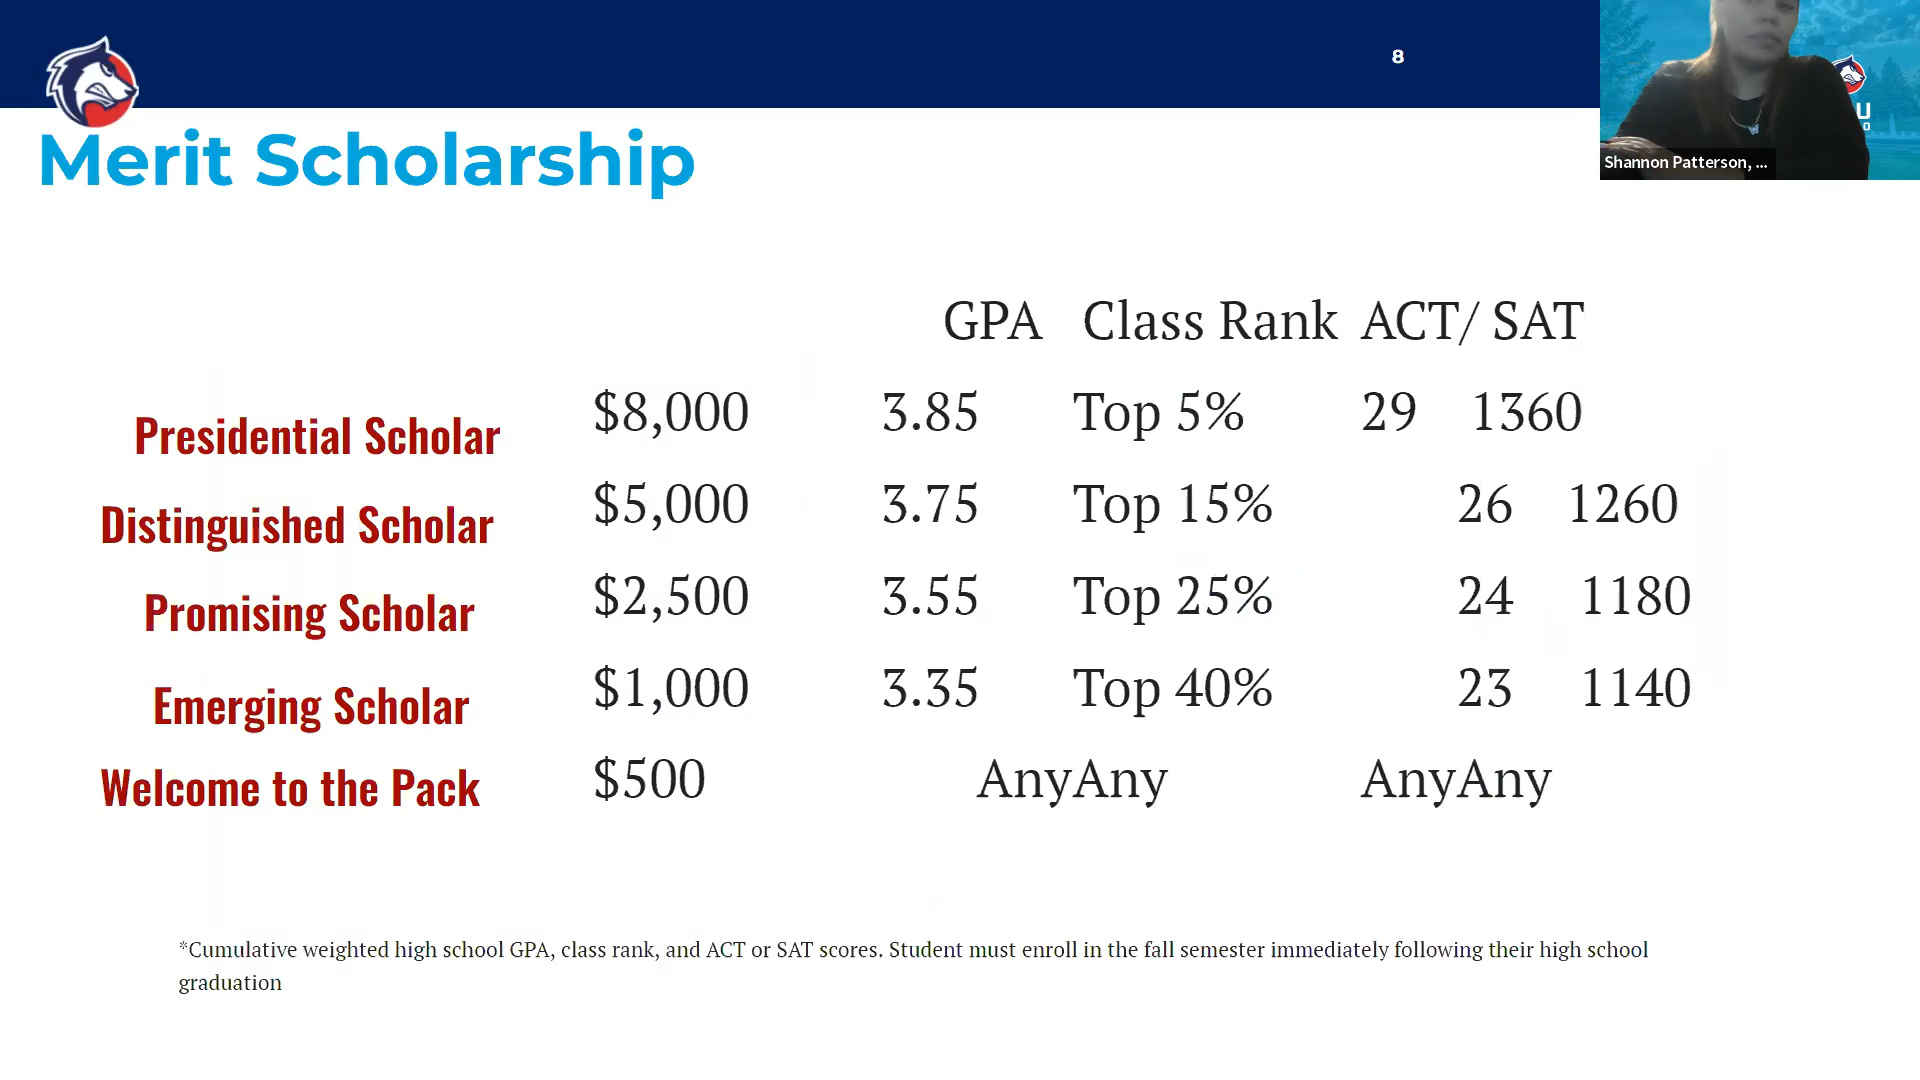 8
U
O
Shannon Patterson, ...
Merit Scholarship
GPA Class Rank ACT/ SAT
Presidential Scholar $8,000 3.85 Top 5% 29 1360
Distinguished Scholar $5,000 3.75 Top 15% 26 1260
Promising Scholar $2,500 3.55 Top 25% 24 1180
Emerging Scholar $1,000 3.35 Top 40% 23 1140
Welcome to the Pack $500 AnyAny AnyAny
*Cumulative weighted high school GPA, class rank, and ACT or SAT scores. Student must enroll in the fall semester immediately following their high school
graduation